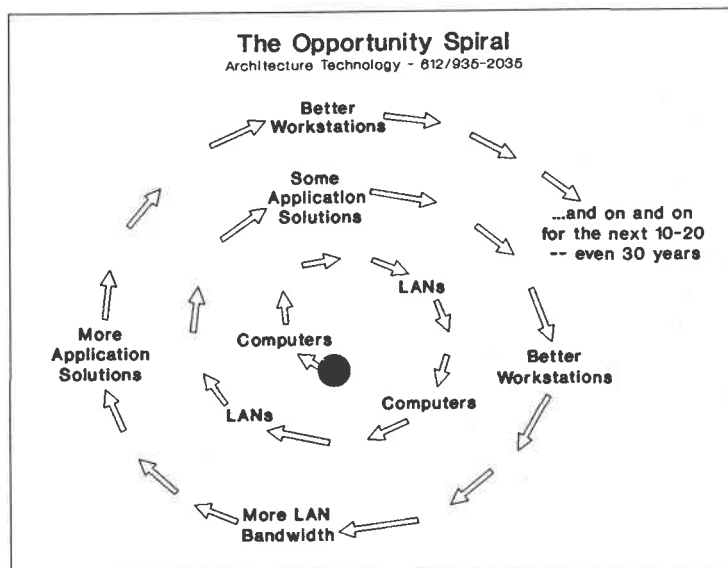 The Opportunity Spiral
Architecture Technology - 612/935-2035
Better
Workstations
Some
Application
Solutions
...and on and on
for the next 10-20
-- even 30 years
LANs
Computers
More
Application
Solutions
Better
Workstations
Computers
LANs
More LAN
Bandwidth